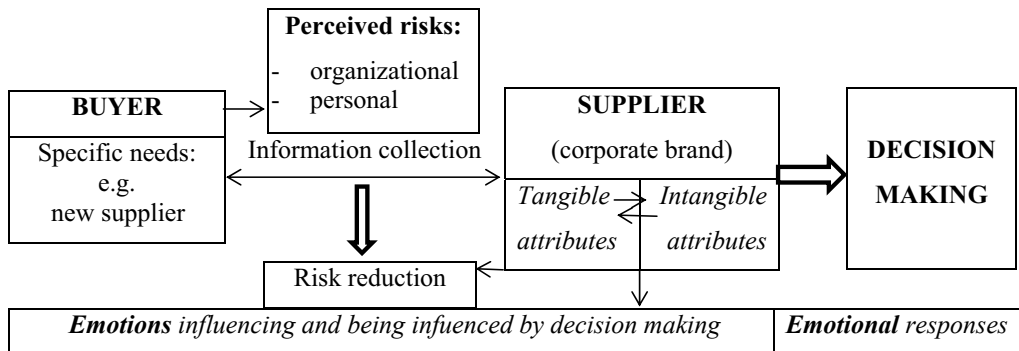 Perceived risks:
- organizational
- personal
BUYER
Specific needs:
e.g.
new supplier
Information collection
SUPPLIER
(corporate brand)
Tangible
attributes
Intangible
attributes
DECISION
MAKING
Risk reduction
Emotions influencing and being infuenced by decision making
Emotional responses